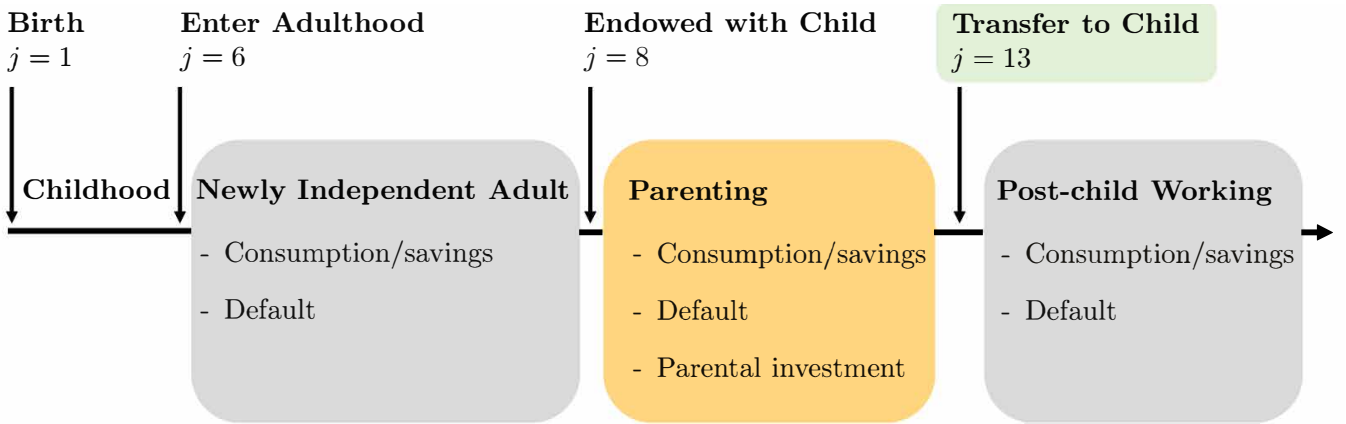 Birth
j = 1
Enter Adulthood
j = 6
Endowed with Child
j = 8
Transfer to Child
j = 13
Childhood
Newly Independent Adult
- Consumption/savings
- Default
Parenting
- Consumption/savings
- Default
- Parental investment
Post-child Working
- Consumption/savings
- Default